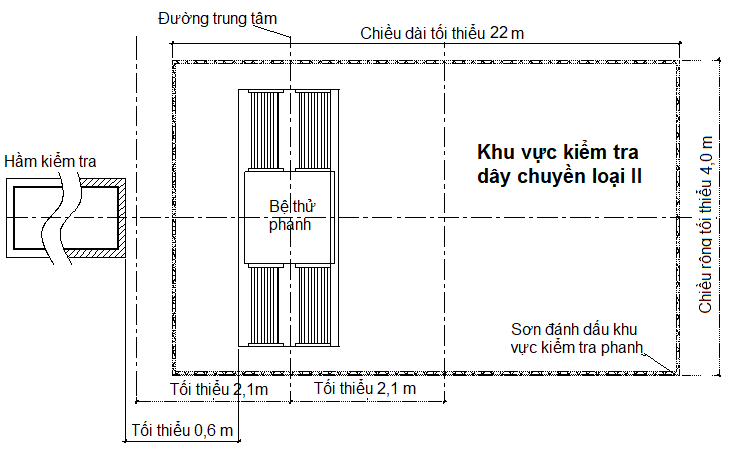 Đường trung tâm
Chiều dài tối thiểu 22 m
Hầm kiểm tra
Khu vực kiểm tra
dây chuyền loại II
Bệ thử
phanh
Chiều rộng tối thiểu 4,0 m
Sơn đánh dấu khu
vực kiểm tra phanh
Tối thiểu 2,1m
Tối thiểu 2,1 m
Tối thiểu 0,6 m